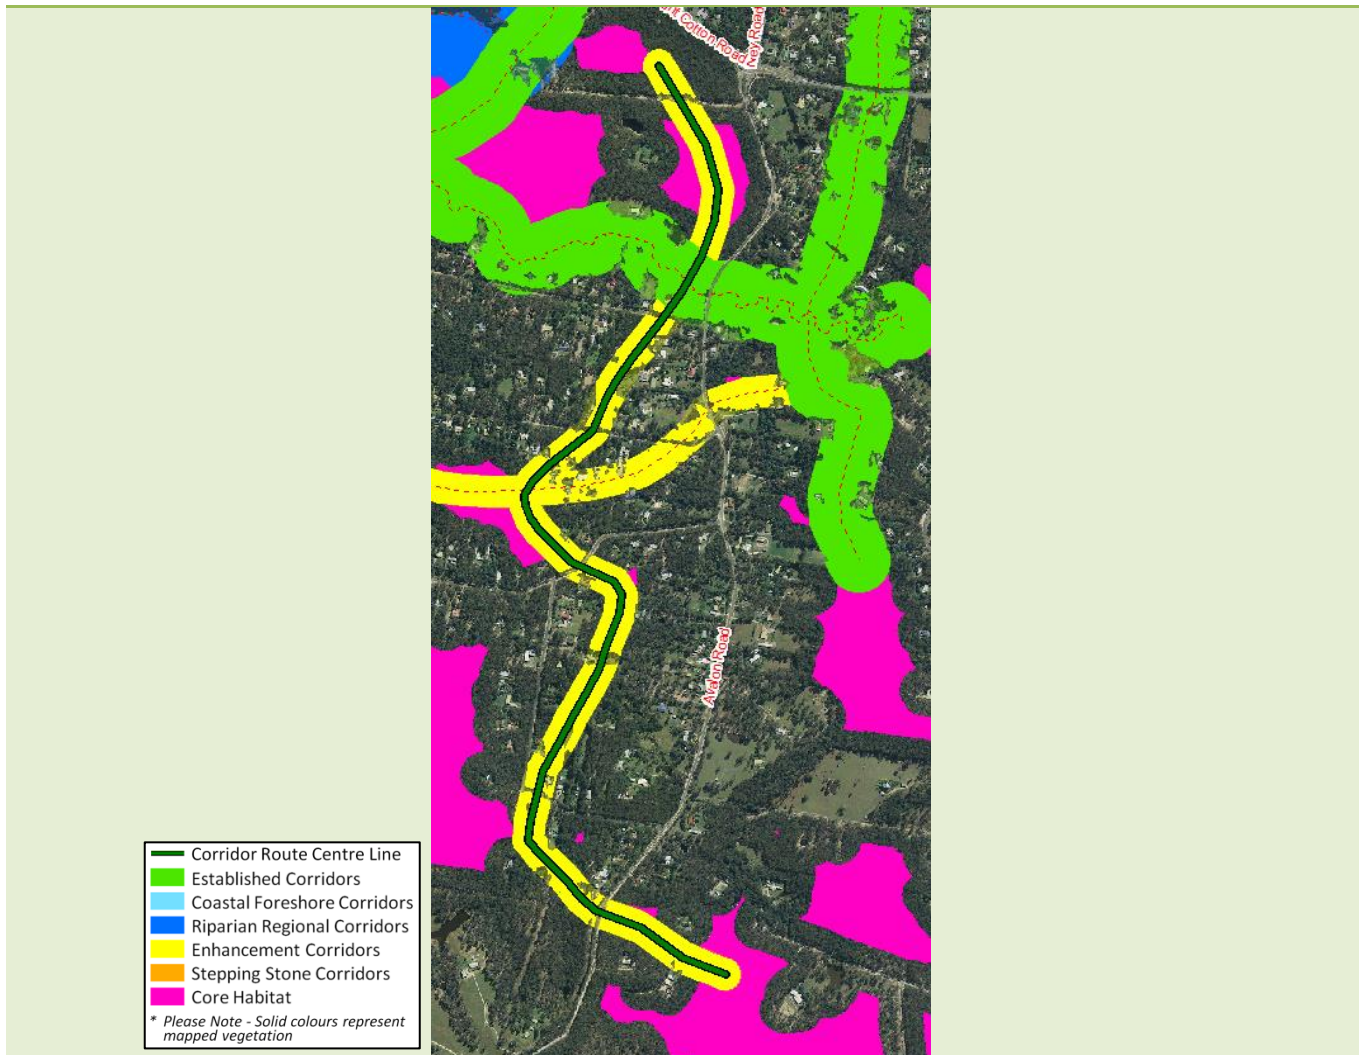 Cotton Road
Ney Road
Avalon Road
Corridor Route Centre Line
Established Corridors
Coastal Foreshore Corridors
Riparian Regional Corridors
Enhancement Corridors
Stepping Stone Corridors
Core Habitat
* Please Note - Solid colours represent
mapped vegetation